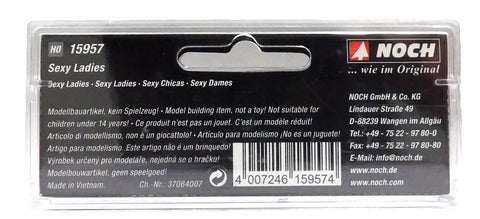 HO 15957
Sexy Ladies
Sexy Ladies · Sexy Ladies · Sexy Chicas · Sexy Dames
NOCH
... wie im Original
NOCH GmbH & Co. KG
Lindauer Straße 49
D-88239 Wangen im Allgäu
Tel.: +49 - 75 22 - 97 80-0
Fax: +49 - 75 22 - 97 80-80
E-Mail: info@noch.de
www.noch.com
Modellbauartikel, kein Spielzeug! · Model building item, not a toy! Not suitable for
children under 14 years! · Ce produit n'est pas un jouet. C'est un modèle réduit!
Articolo di modellismo, non è un giocattolo! · Artículo para modelismo ¡No es un juguete!
Artigo para modelismo. Este artigo não é um brinquedo!
Výrobek určený pro modeláře, nejedná se o hračku!
Modelbouwartikel, geen speelgoed!
Made in Vietnam.
Ch.-Nr.: 37064007
4 007246 159574